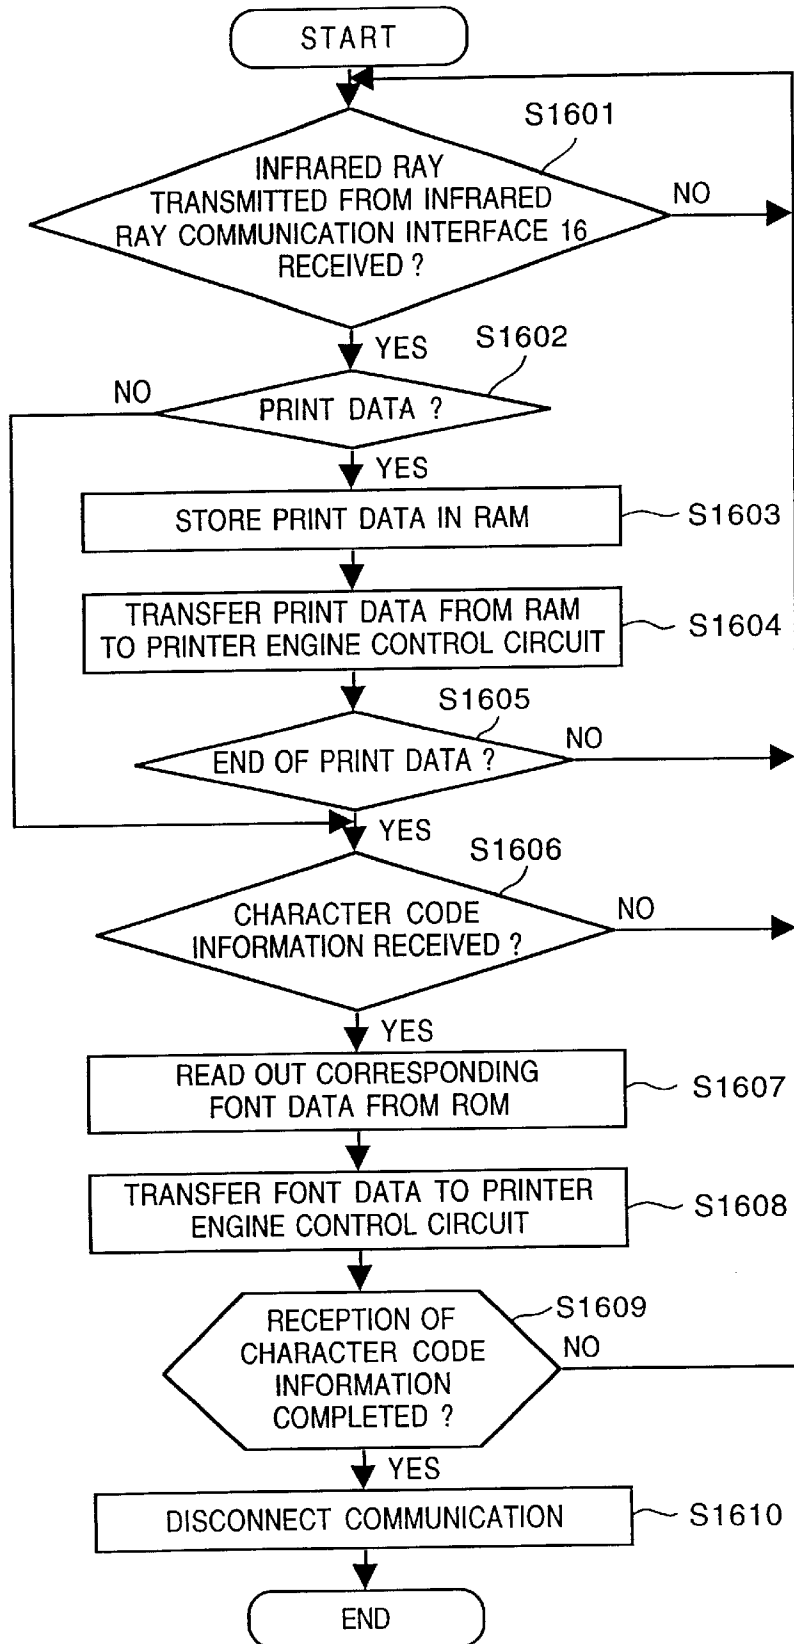 START
S1601
INFRARED RAY
TRANSMITTED FROM INFRARED
RAY COMMUNICATION INTERFACE 16
RECEIVED ?
NO
YES
S1602
NO
PRINT DATA ?
YES
STORE PRINT DATA IN RAM
S1603
TRANSFER PRINT DATA FROM RAM
TO PRINTER ENGINE CONTROL CIRCUIT
S1604
S1605
END OF PRINT DATA ?
NO
YES
S1606
CHARACTER CODE
INFORMATION RECEIVED ?
NO
YES
READ OUT CORRESPONDING
FONT DATA FROM ROM
S1607
TRANSFER FONT DATA TO PRINTER
ENGINE CONTROL CIRCUIT
S1608
S1609
RECEPTION OF
CHARACTER CODE
INFORMATION
COMPLETED ?
NO
YES
DISCONNECT COMMUNICATION
S1610
END